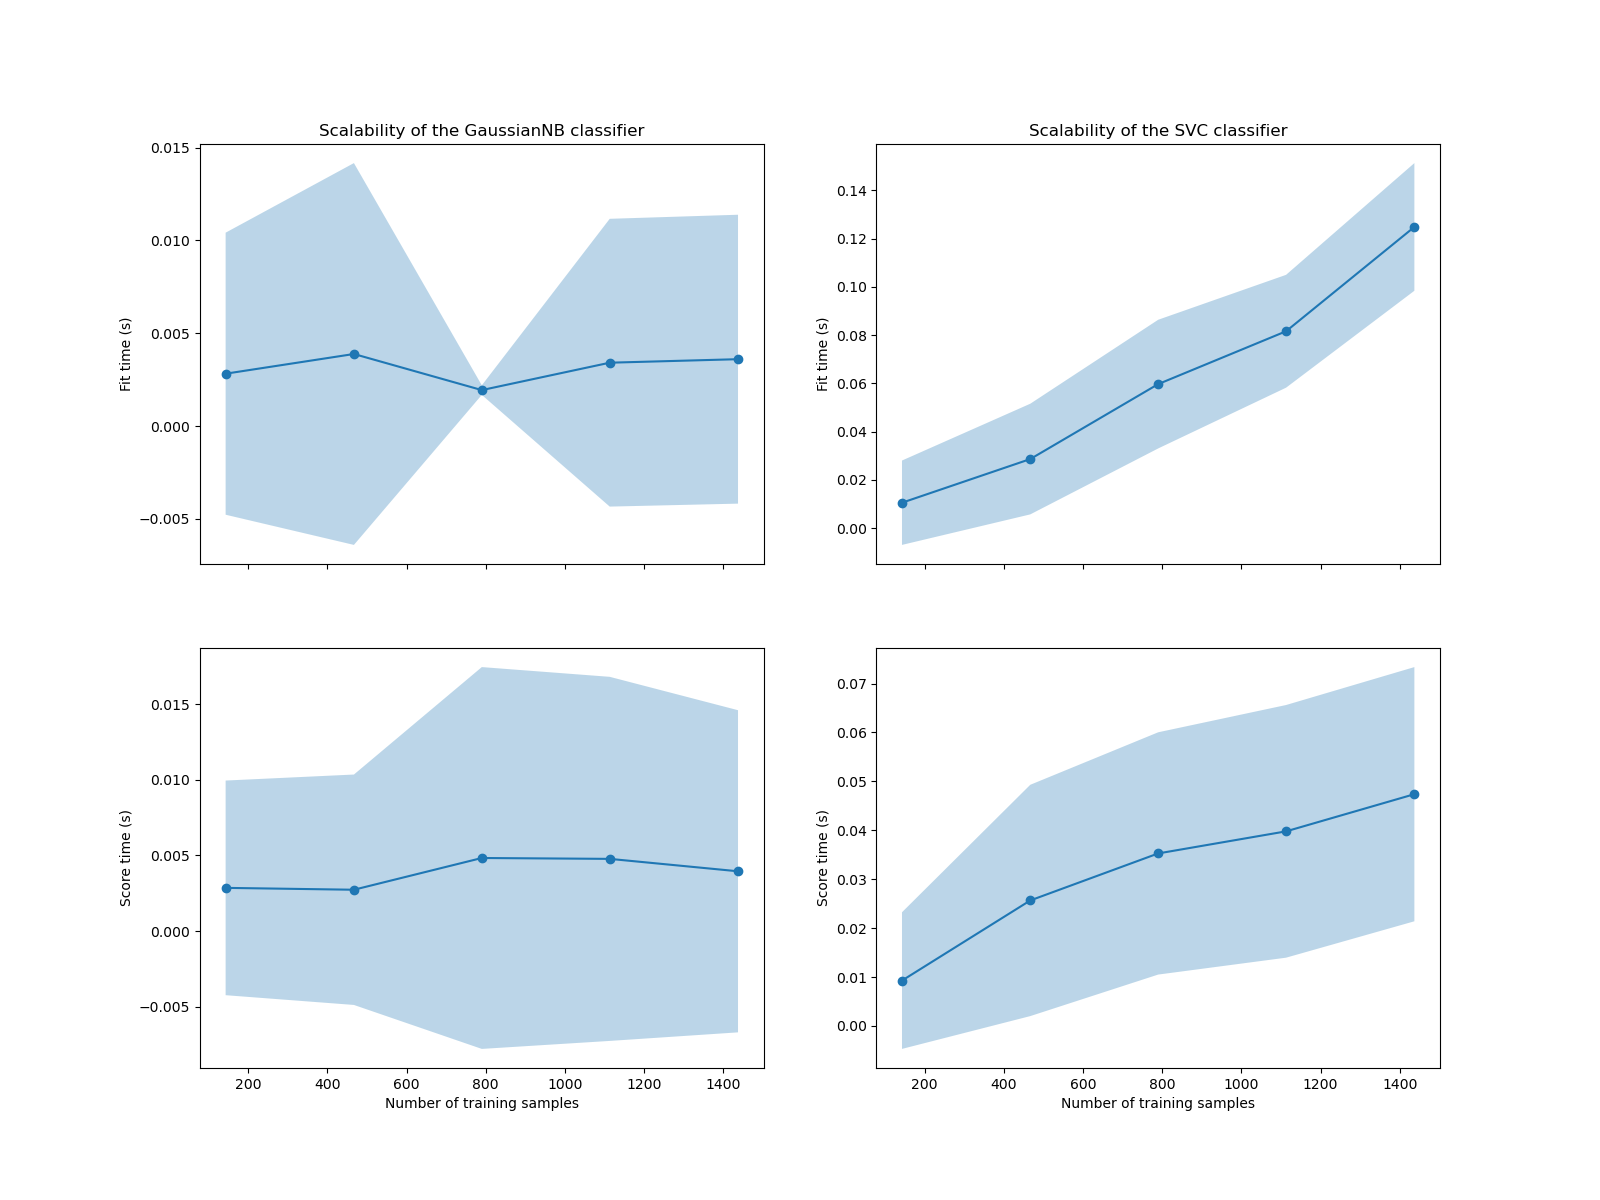 Scalability of the GaussianNB classifier
0.015
0.010
0.005
0.000
−0.005
Fit time (s)
Scalability of the SVC classifier
0.14
0.12
0.10
0.08
0.06
0.04
0.02
0.00
Fit time (s)
0.015
0.010
0.005
0.000
−0.005
Score time (s)
200 400 600 800 1000 1200 1400
Number of training samples
0.07
0.06
0.05
0.04
0.03
0.02
0.01
0.00
Score time (s)
200 400 600 800 1000 1200 1400
Number of training samples